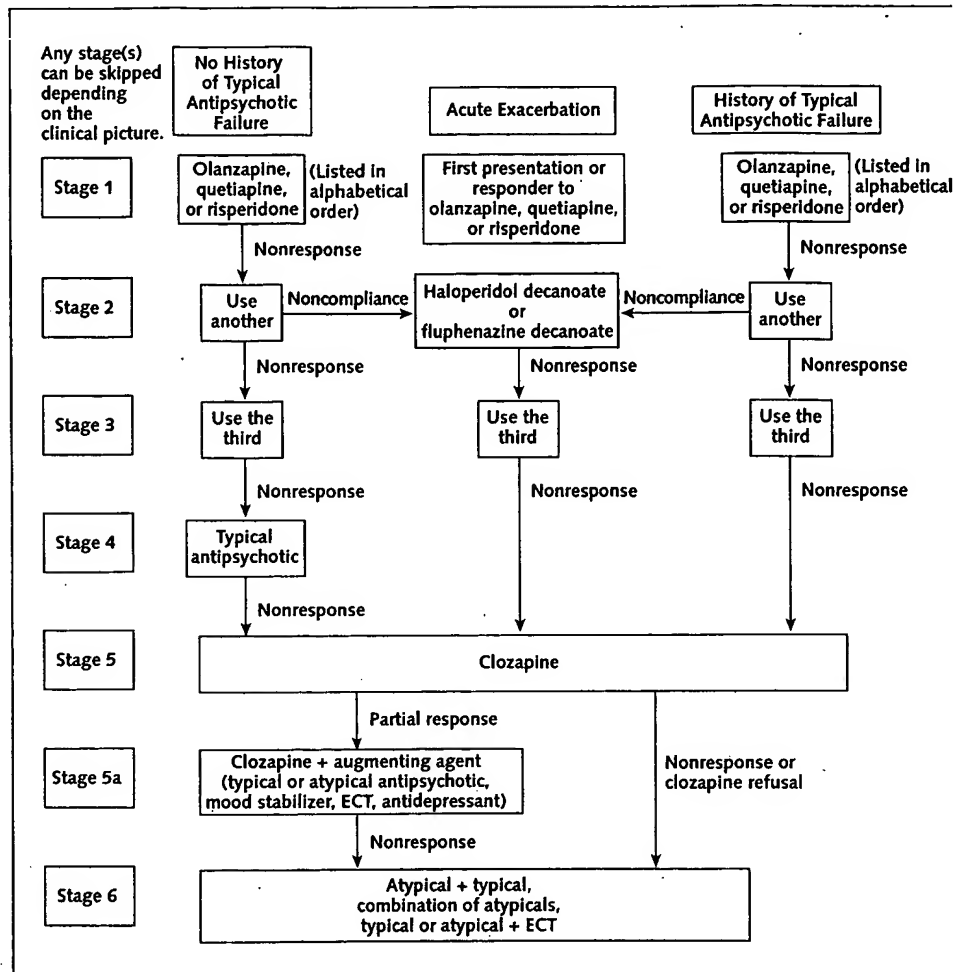 Any stage(s)
can be skipped
depending
on the
clinical picture.
No History
of Typical
Antipsychotic
Failure
Acute Exacerbation
History of Typical
Antipsychotic Failure
Stage 1
Olanzapine,
quetiapine,
or risperidone
(Listed in
alphabetical
order)
First presentation or
responder to
olanzapine, quetiapine,
or risperidone
Olanzapine,
quetiapine,
or risperidone
(Listed in
alphabetical
order)
Nonresponse
Nonresponse
Stage 2
Use
another
Noncompliance
Haloperidol decanoate
or
fluphenazine decanoate
Noncompliance
Use
another
Nonresponse
Nonresponse
Nonresponse
Stage 3
Use the
third
Use the
third
Use the
third
Nonresponse
Nonresponse
Nonresponse
Stage 4
Typical
antipsychotic
Nonresponse
Stage 5
Clozapine
Partial response
Stage 5a
Clozapine + augmenting agent
(typical or atypical antipsychotic,
mood stabilizer, ECT, antidepressant)
Nonresponse or
clozapine refusal
Nonresponse
Stage 6
Atypical + typical,
combination of atypicals,
typical or atypical + ECT